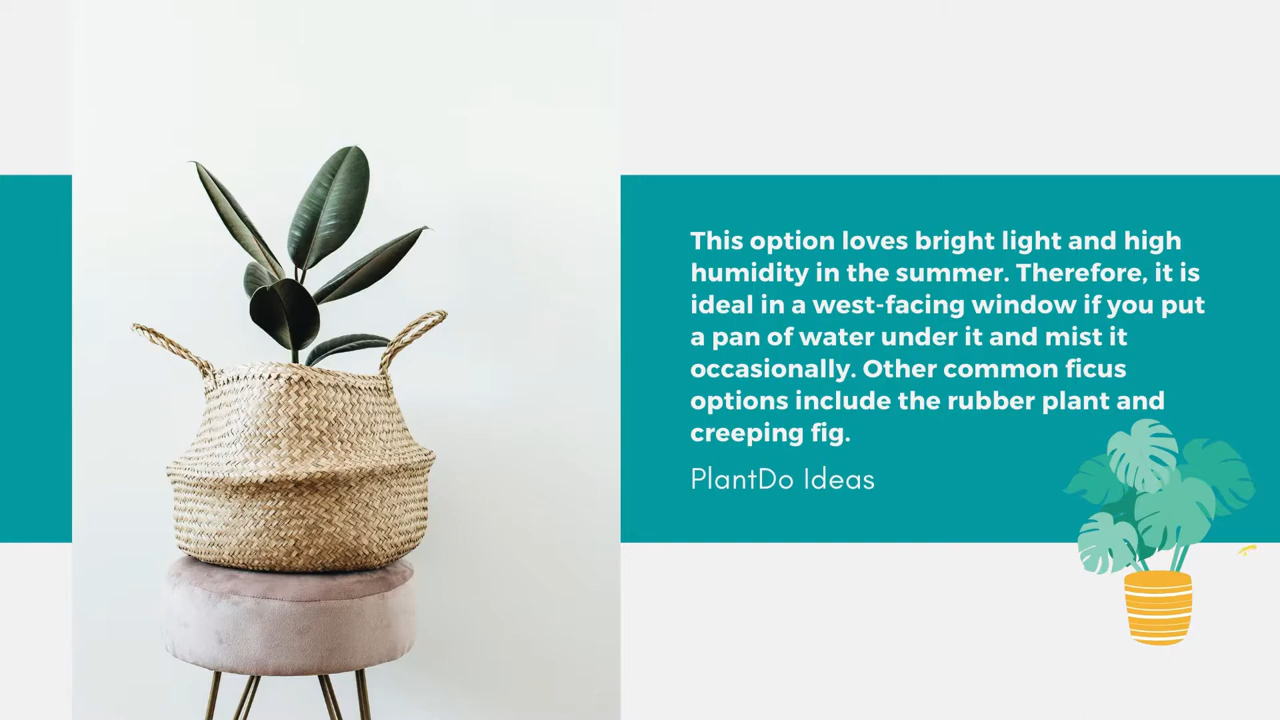 This option loves bright light and high
humidity in the summer. Therefore, it is
ideal in a west-facing window if you put
a pan of water under it and mist it
occasionally. Other common ficus
options include the rubber plant and
creeping fig.
PlantDo Ideas